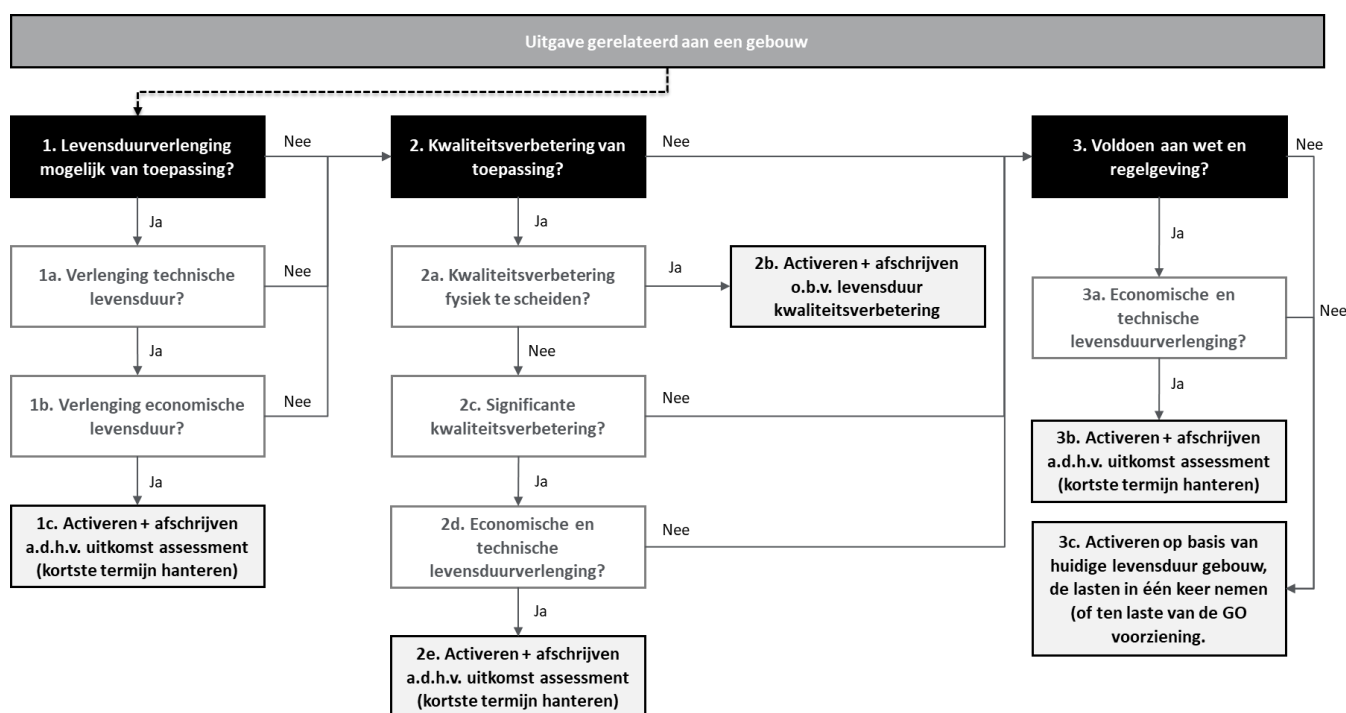 Uitgave gerelateerd aan een gebouw
1. Levensduurverlenging
mogelijk van toepassing?
Nee
Ja
1a. Verlenging technische
levensduur?
Nee
Ja
1b. Verlenging economische
levensduur?
Nee
Ja
1c. Activeren + afschrijven
a.d.h.v. uitkomst assessment
(kortste termijn hanteren)
2. Kwaliteitsverbetering van
toepassing?
Nee
Ja
2a. Kwaliteitsverbetering
fysiek te scheiden?
Ja
2b. Activeren + afschrijven
o.b.v. levensduur
kwaliteitsverbetering
Nee
2c. Significante
kwaliteitsverbetering?
Nee
Ja
2d. Economische en
technische
levensduurverlenging?
Nee
Ja
2e. Activeren + afschrijven
a.d.h.v. uitkomst assessment
(kortste termijn hanteren)
3. Voldoen aan wet en
regelgeving?
Nee
Ja
3a. Economische en
technische
levensduurverlenging?
Nee
Ja
3b. Activeren + afschrijven
a.d.h.v. uitkomst assessment
(kortste termijn hanteren)
3c. Activeren op basis van
huidige levensduur gebouw,
de lasten in één keer nemen
(of ten laste van de GO
voorziening.